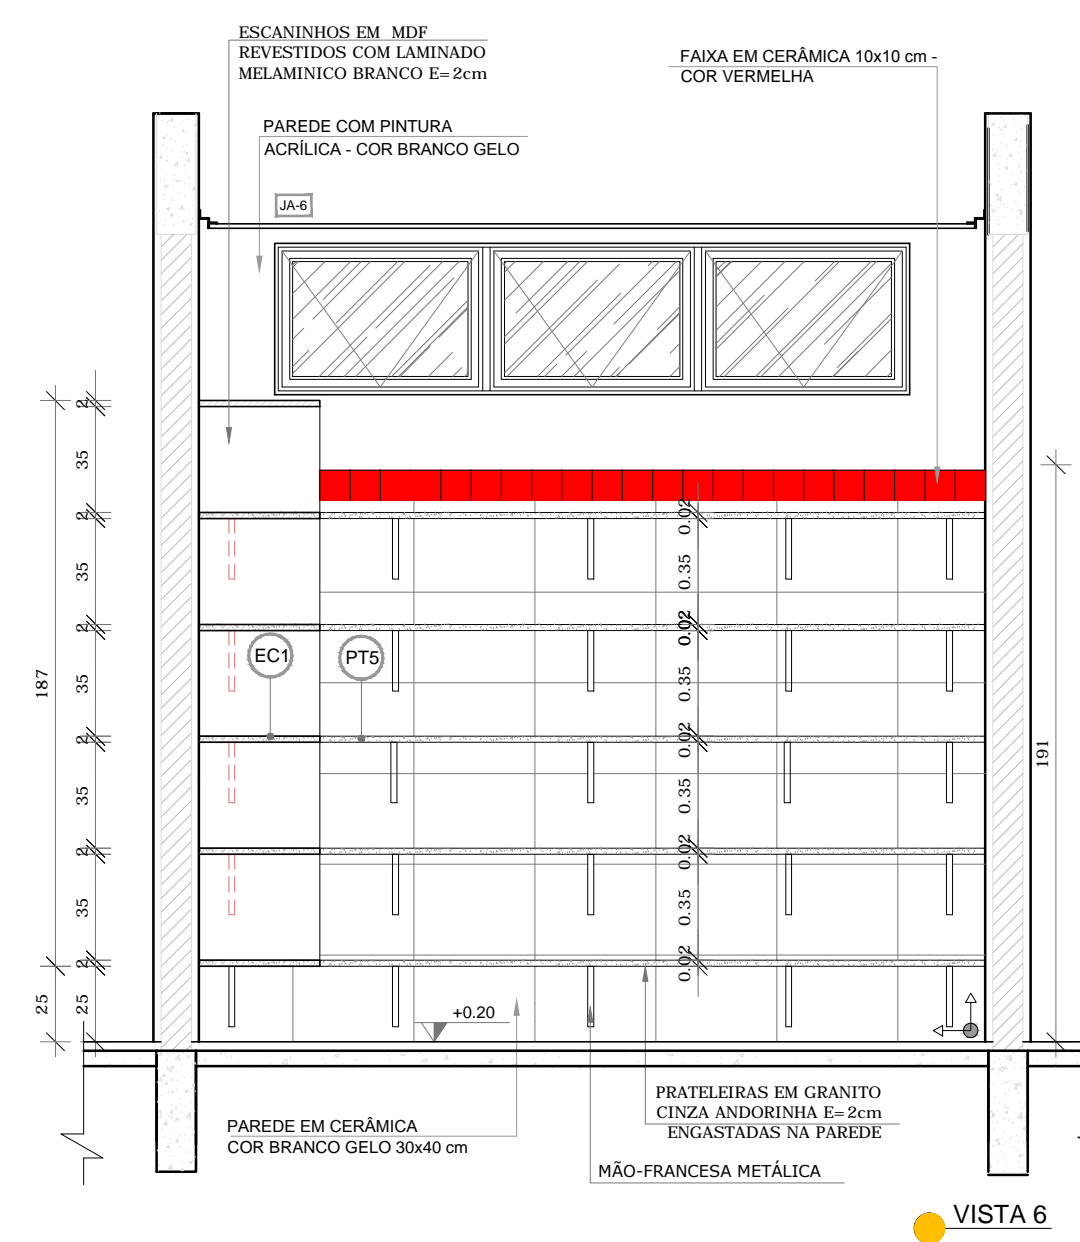 ESCANINHOS EM MDF
REVESTIDOS COM LAMINADO
MELAMINICO BRANCO E=2cm
FAIXA EM CERÂMICA 10x10 cm -
COR VERMELHA
PAREDE COM PINTURA
ACRÍLICA - COR BRANCO GELO
JA-6
2
35
2
35
2
35
2
35
2
35
2
25
187
25
0.02
0.35
0.02
0.35
0.02
0.35
0.02
0.35
0.02
191
EC1
PT5
+0.20
PRATELEIRAS EM GRANITO
CINZA ANDORINHA E=2cm
ENGASTADAS NA PAREDE
PAREDE EM CERÂMICA
COR BRANCO GELO 30x40 cm
MÃO-FRANCESA METÁLICA
VISTA 6